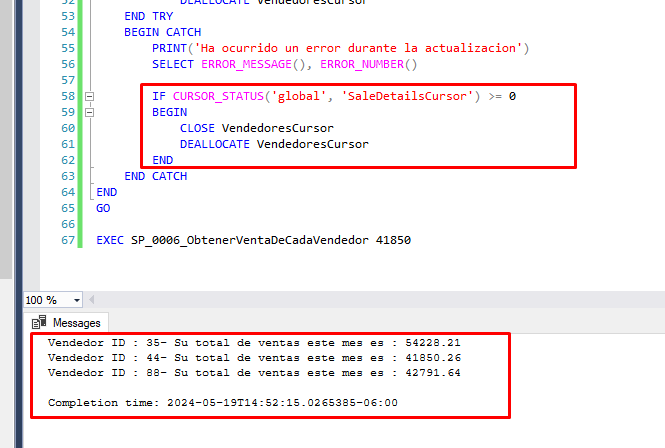 52 DEALLOCATE VendedoresCursor
53 END TRY
54 BEGIN CATCH
55 PRINT('Ha ocurrido un error durante la actualizacion')
56 SELECT ERROR_MESSAGE(), ERROR_NUMBER()
57
58 IF CURSOR_STATUS('global', 'SaleDetailsCursor') >= 0
59 BEGIN
60 CLOSE VendedoresCursor
61 DEALLOCATE VendedoresCursor
62 END
63 END CATCH
64 END
65 GO
66
67 EXEC SP_0006_ObtenerVentaDeCadaVendedor 41850
100 %
Messages
Vendedor ID : 35- Su total de ventas este mes es : 54228.21
Vendedor ID : 44- Su total de ventas este mes es : 41850.26
Vendedor ID : 88- Su total de ventas este mes es : 42791.64
Completion time: 2024-05-19T14:52:15.0265385-06:00